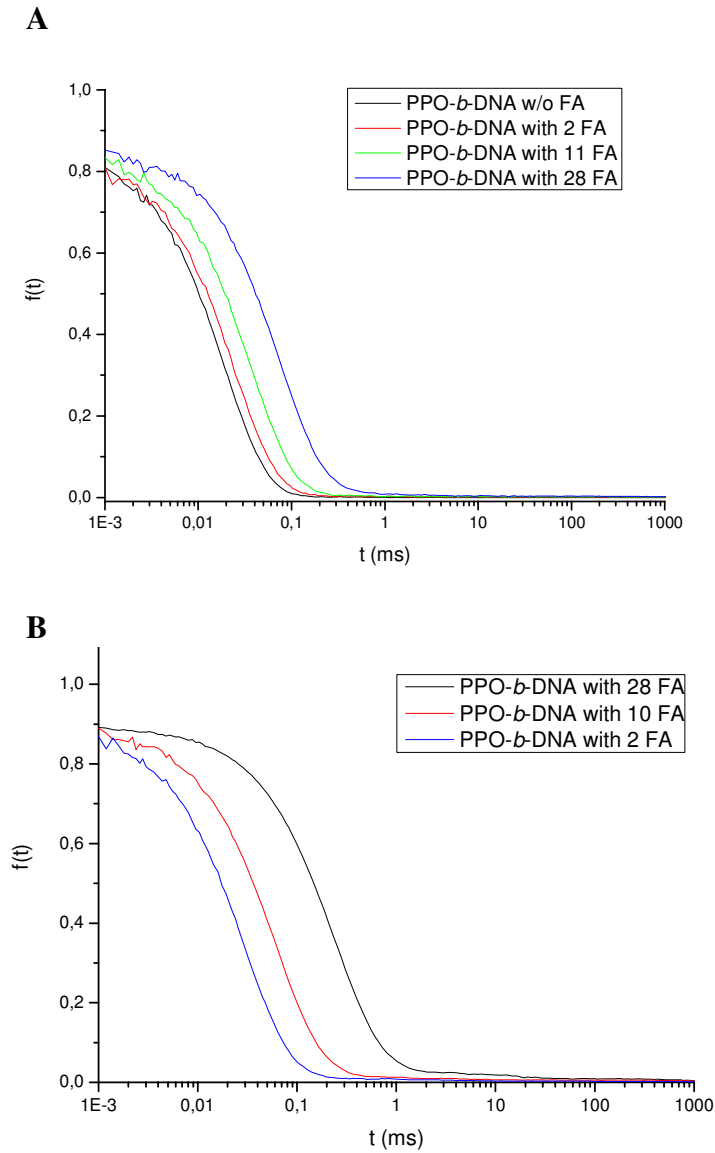 A
1,0
0,8
0,6
0,4
0,2
0,0
f(t)
PPO-b-DNA w/o FA
PPO-b-DNA with 2 FA
PPO-b-DNA with 11 FA
PPO-b-DNA with 28 FA
1E-3 0,01 0,1 1 10 100 1000
t (ms)
B
1,0
0,8
0,6
0,4
0,2
0,0
f(t)
PPO-b-DNA with 28 FA
PPO-b-DNA with 10 FA
PPO-b-DNA with 2 FA
1E-3 0,01 0,1 1 10 100 1000
t (ms)